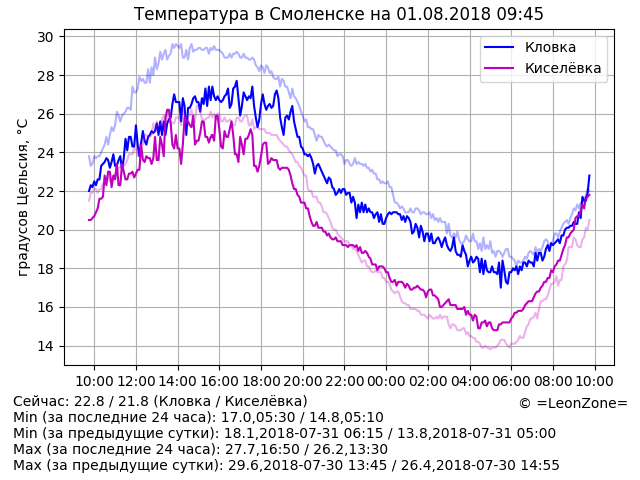 Температура в Смоленске на 01.08.2018 09:45
градусов Цельсия, °C
30
28
26
24
22
20
18
16
14
Кловка
Киселёвка
10:00 12:00 14:00 16:00 18:00 20:00 22:00 00:00 02:00 04:00 06:00 08:00 10:00
Сейчас: 22.8 / 21.8 (Кловка / Киселёвка)
© =LeonZone=
Min (за последние 24 часа): 17.0,05:30 / 14.8,05:10
Min (за предыдущие сутки): 18.1,2018-07-31 06:15 / 13.8,2018-07-31 05:00
Max (за последние 24 часа): 27.7,16:50 / 26.2,13:30
Max (за предыдущие сутки): 29.6,2018-07-30 13:45 / 26.4,2018-07-30 14:55